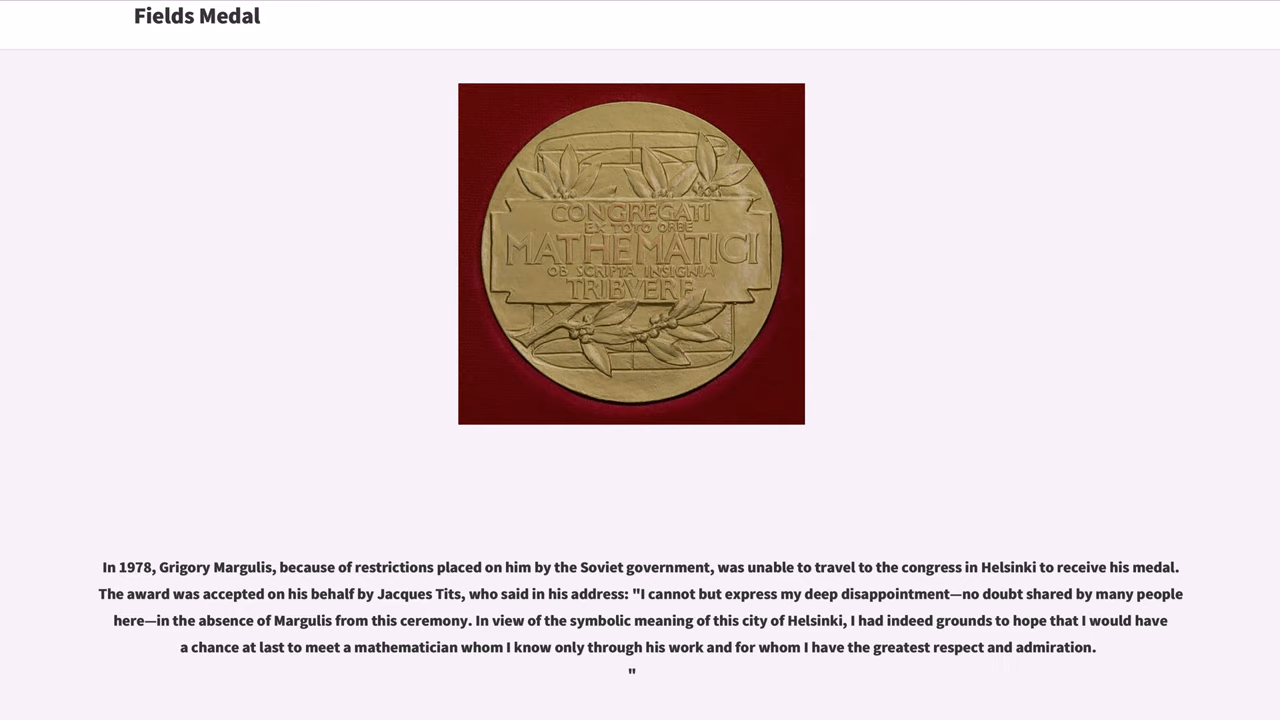 Fields Medal
CONGREGATI
EX TOTO ORBE
MATHEMATICI
OB SCRIPTA INSIGNIA
TRIBVERE
In 1978, Grigory Margulis, because of restrictions placed on him by the Soviet government, was unable to travel to the congress in Helsinki to receive his medal.
The award was accepted on his behalf by Jacques Tits, who said in his address: "I cannot but express my deep disappointment—no doubt shared by many people
here—in the absence of Margulis from this ceremony. In view of the symbolic meaning of this city of Helsinki, I had indeed grounds to hope that I would have
a chance at last to meet a mathematician whom I know only through his work and for whom I have the greatest respect and admiration.
"